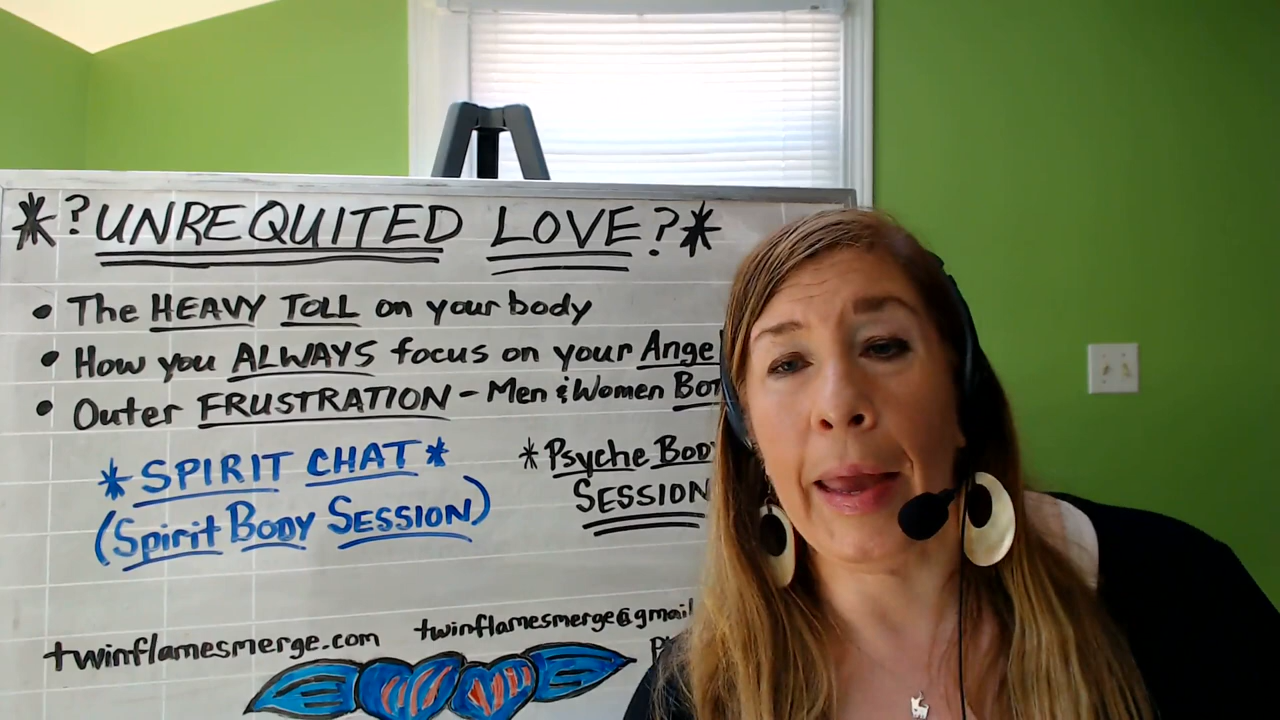 *?UNREQUITED LOVE?*
• The HEAVY TOLL on your body
• How you ALWAYS focus on your
• Outer FRUSTRATION - Men & Women
*SPIRIT CHAT*
(Spirit Body SESSION)
*Psyche
SESSION
twinflamesmerge.com
twinflamesmerge@gmail